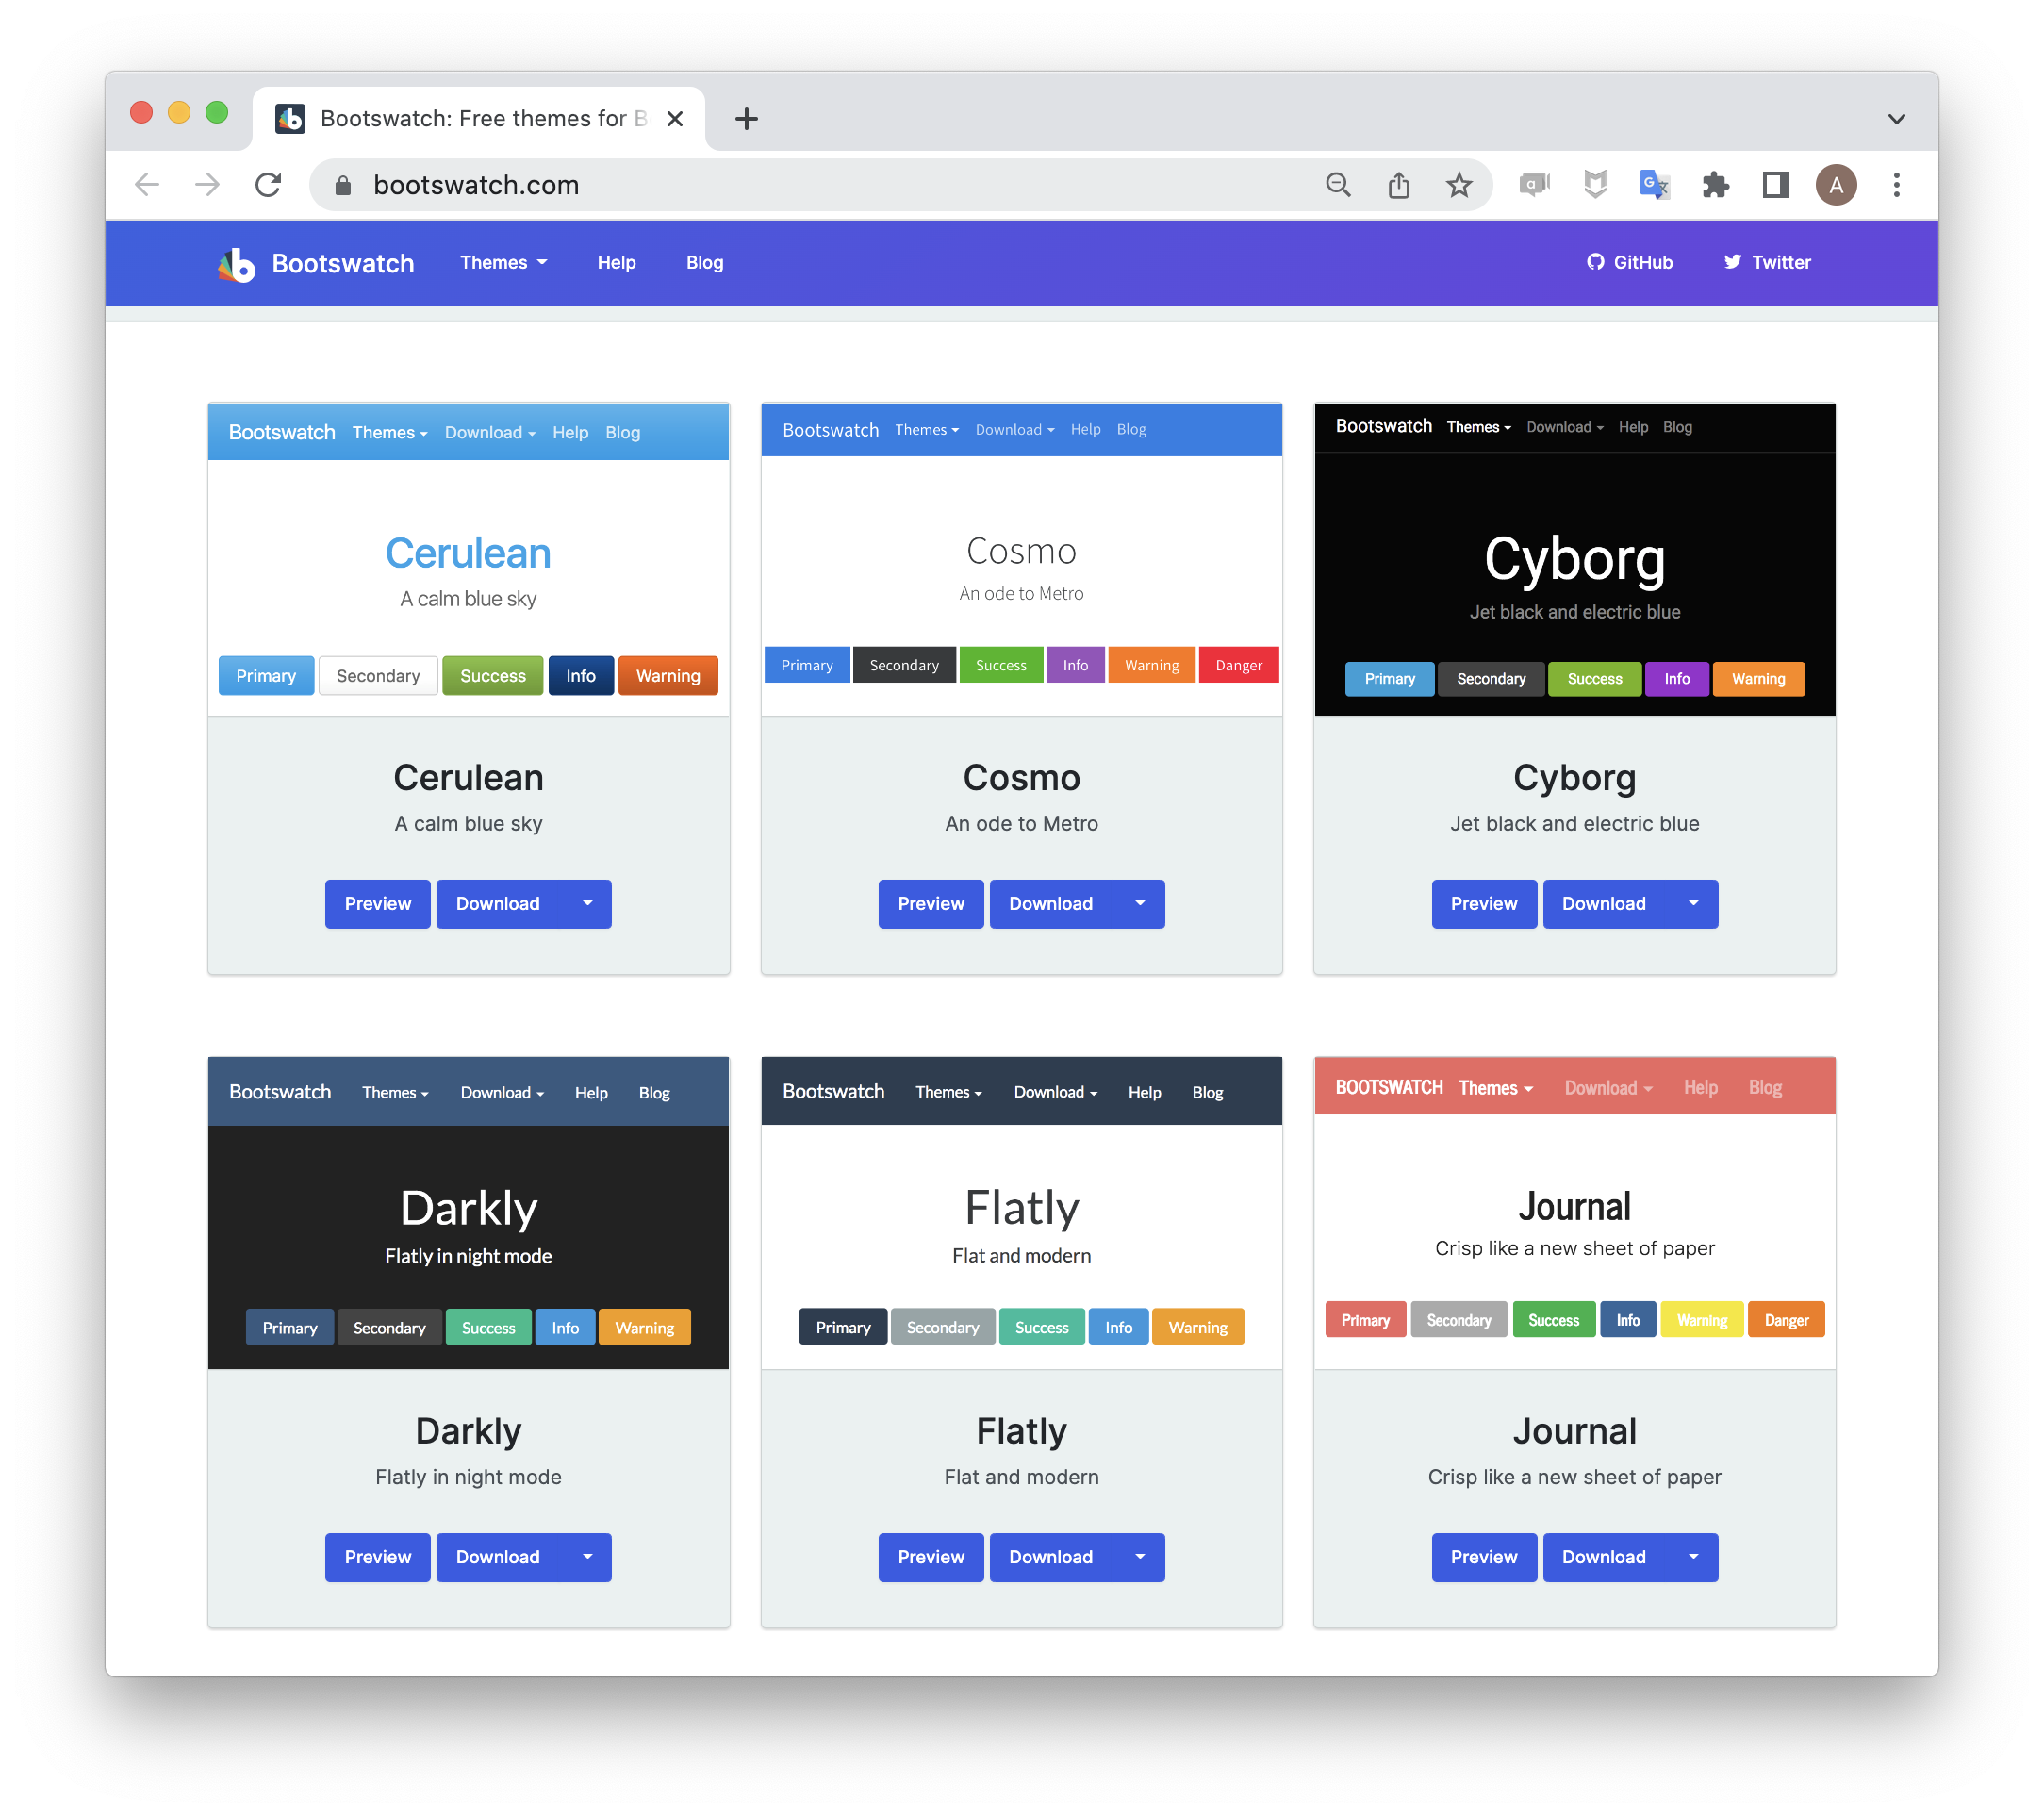 Bootswatch: Free themes for B
bootswatch.com
A
Bootswatch Themes Help Blog GitHub Twitter
Bootswatch Themes Download Help Blog
Cerulean
A calm blue sky
Primary Secondary Success Info Warning
Cerulean
A calm blue sky
Preview Download
Bootswatch Themes Download Help Blog
Cosmo
An ode to Metro
Primary Secondary Success Info Warning Danger
Cosmo
An ode to Metro
Preview Download
Bootswatch Themes Download Help Blog
Cyborg
Jet black and electric blue
Primary Secondary Success Info Warning
Cyborg
Jet black and electric blue
Preview Download
Bootswatch Themes Download Help Blog
Darkly
Flatly in night mode
Primary Secondary Success Info Warning
Darkly
Flatly in night mode
Preview Download
Bootswatch Themes Download Help Blog
Flatly
Flat and modern
Primary Secondary Success Info Warning
Flatly
Flat and modern
Preview Download
BOOTSWATCH Themes Download Help Blog
Journal
Crisp like a new sheet of paper
Primary Secondary Success Info Warning Danger
Journal
Crisp like a new sheet of paper
Preview Download